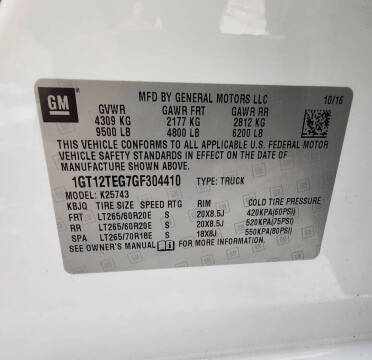 GM
MFD BY GENERAL MOTORS LLC 10/16
GVWR GAWR FRT GAWR RR
4309 KG 2177 KG 2812 KG
9500 LB 4800 LB 6200 LB
THIS VEHICLE CONFORMS TO ALL APPLICABLE U.S. FEDERAL MOTOR
VEHICLE SAFETY STANDARDS IN EFFECT ON THE DATE OF
MANUFACTURE SHOWN ABOVE.
1GT12TEG7GF304410 TYPE: TRUCK
MODEL: K25743
KBJQ TIRE SIZE SPEED RTG RIM COLD TIRE PRESSURE
FRT LT265/60R20E S 20X8.5J 420KPA(60PSI)
RR LT265/60R20E S 20X8.5J 520KPA(75PSI)
SPA LT265/70R18E S 18X8J 550KPA(80PSI)
SEE OWNER'S MANUAL FOR MORE INFORMATION.